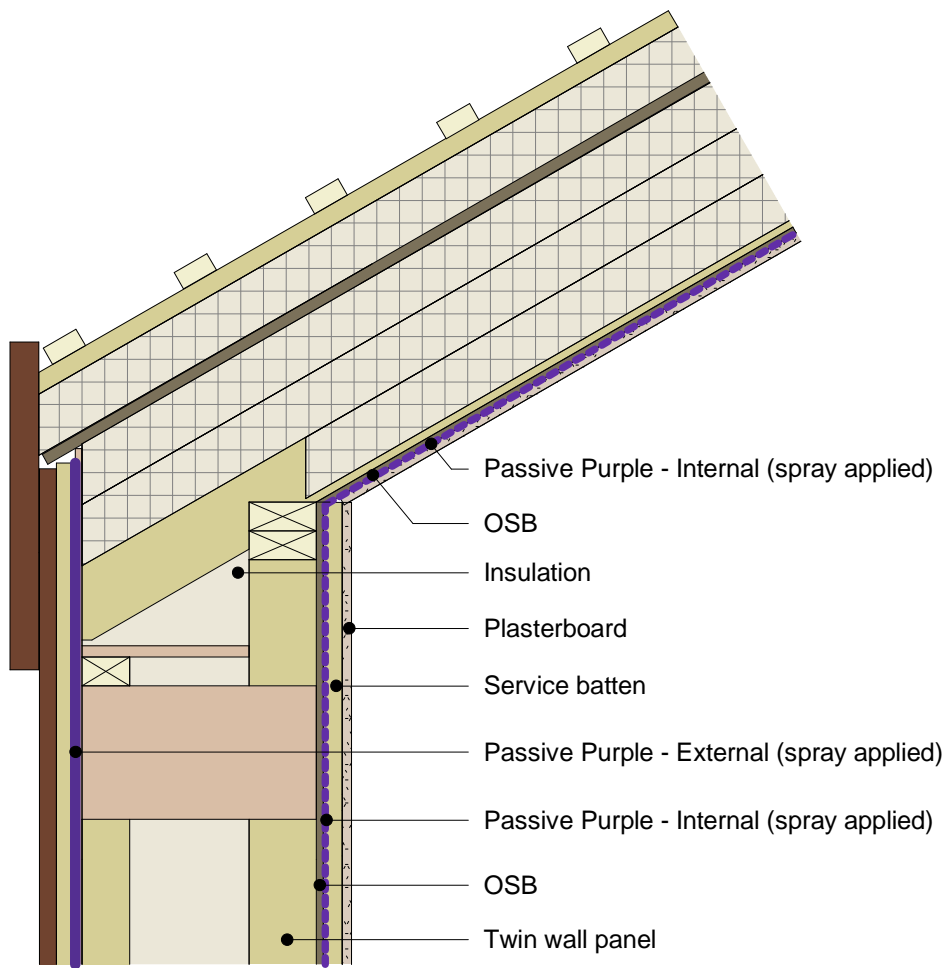 Passive Purple - Internal (spray applied)
OSB
Insulation
Plasterboard
Service batten
Passive Purple - External (spray applied)
Passive Purple - Internal (spray applied)
OSB
Twin wall panel